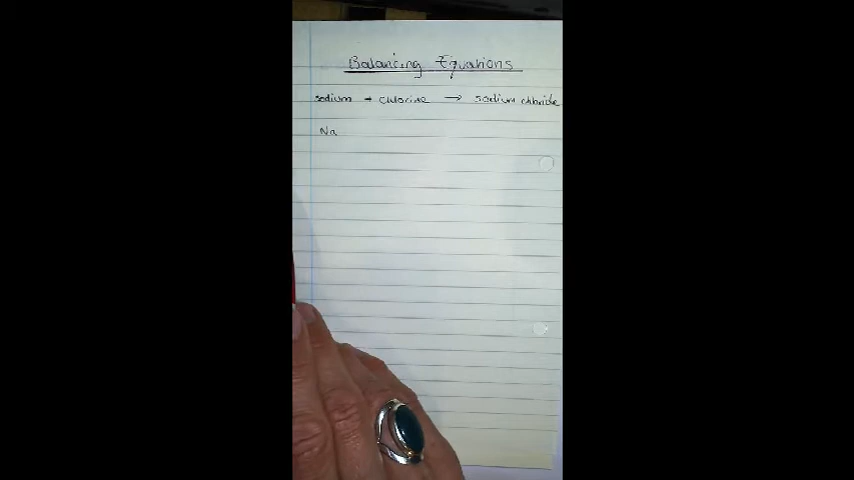 Balancing Equations
sodium + chlorine → sodium chloride
Na